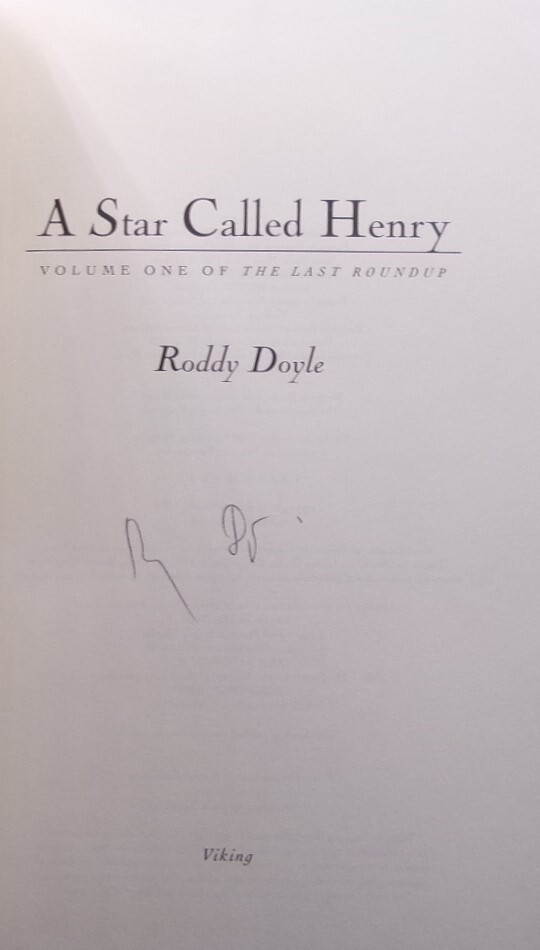 A Star Called Henry
VOLUME ONE OF THE LAST ROUNDUP
Roddy Doyle
Viking